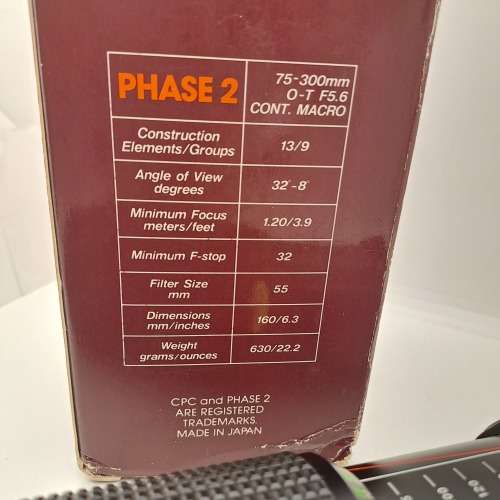 PHASE 2
75-300mm
O-T F5.6
CONT. MACRO
Construction
Elements/Groups
13/9
Angle of View
degrees
32°-8°
Minimum Focus
meters/feet
1.20/3.9
Minimum F-stop
32
Filter Size
mm
55
Dimensions
mm/inches
160/6.3
Weight
grams/ounces
630/22.2
CPC and PHASE 2
ARE REGISTERED
TRADEMARKS.
MADE IN JAPAN